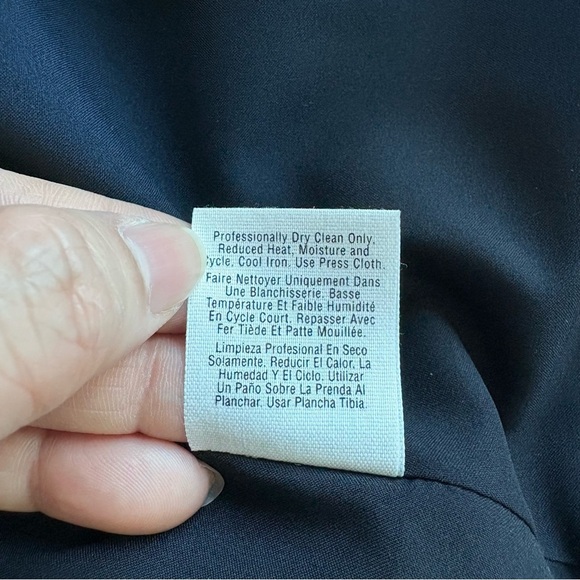 Professionally Dry Clean Only.
Reduced Heat, Moisture and
Cycle. Cool Iron. Use Press Cloth.
Faire Nettoyer Uniquement Dans
Une Blanchisserie. Basse
Température Et Faible Humidité
En Cycle Court. Repasser Avec
Fer Tiède Et Patte Mouillée.
Limpieza Profesional En Seco
Solamente. Reducir El Calor, La
Humedad Y El Ciclo. Utilizar
Un Paño Sobre La Prenda Al
Planchar. Usar Plancha Tibia.